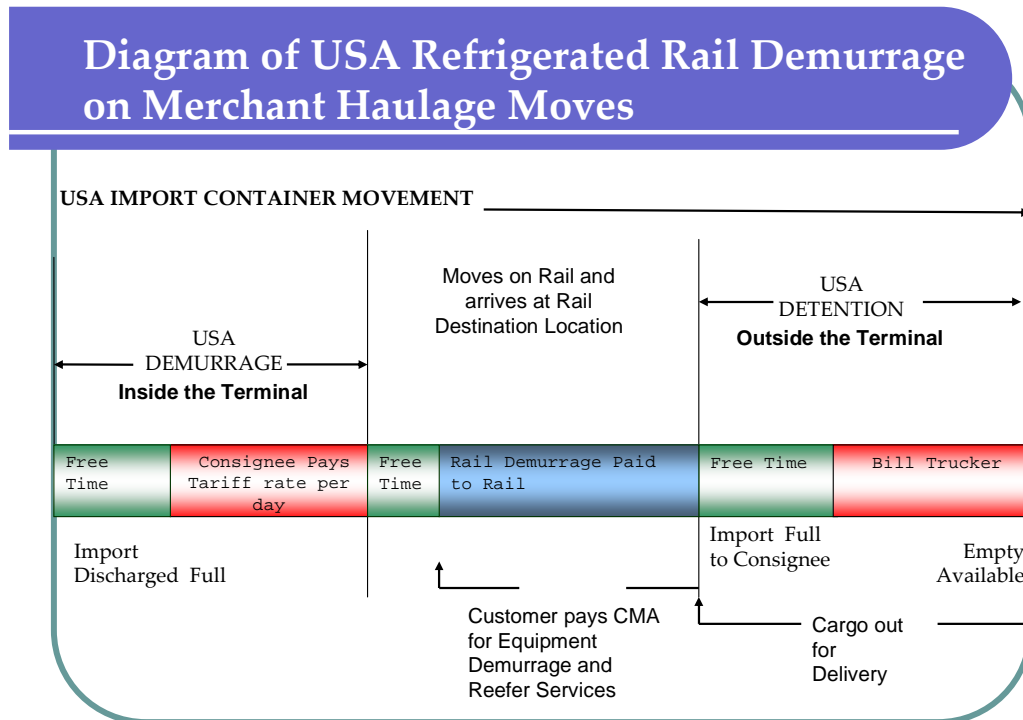 Diagram of USA Refrigerated Rail Demurrage
on Merchant Haulage Moves
USA IMPORT CONTAINER MOVEMENT
USA
DEMURRAGE
Inside the Terminal
Moves on Rail and
arrives at Rail
Destination Location
USA
DETENTION
Outside the Terminal
Free
Time
Consignee Pays
Tariff rate per
day
Free
Time
Rail Demurrage Paid
to Rail
Free Time
Bill Trucker
Import
Discharged Full
Import Full
to Consignee
Empty
Available
Customer pays CMA
for Equipment
Demurrage and
Reefer Services
Cargo out
for
Delivery